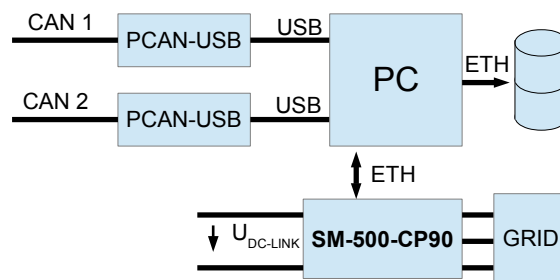 CAN 1
PCAN-USB
USB
PC
ETH
CAN 2
PCAN-USB
USB
ETH
U DC-LINK
SM-500-CP90
GRID